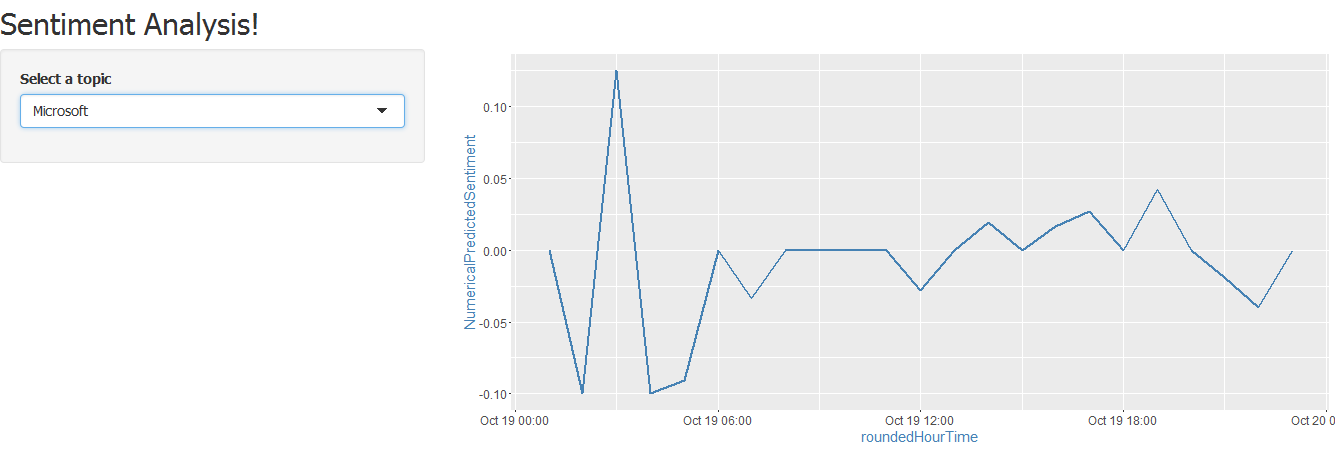 Sentiment Analysis!
Select a topic
Microsoft
NumericalPredictedSentiment
0.10
0.05
0.00
-0.05
-0.10
Oct 19 00:00
Oct 19 06:00
Oct 19 12:00
Oct 19 18:00
Oct 20 0
roundedHourTime